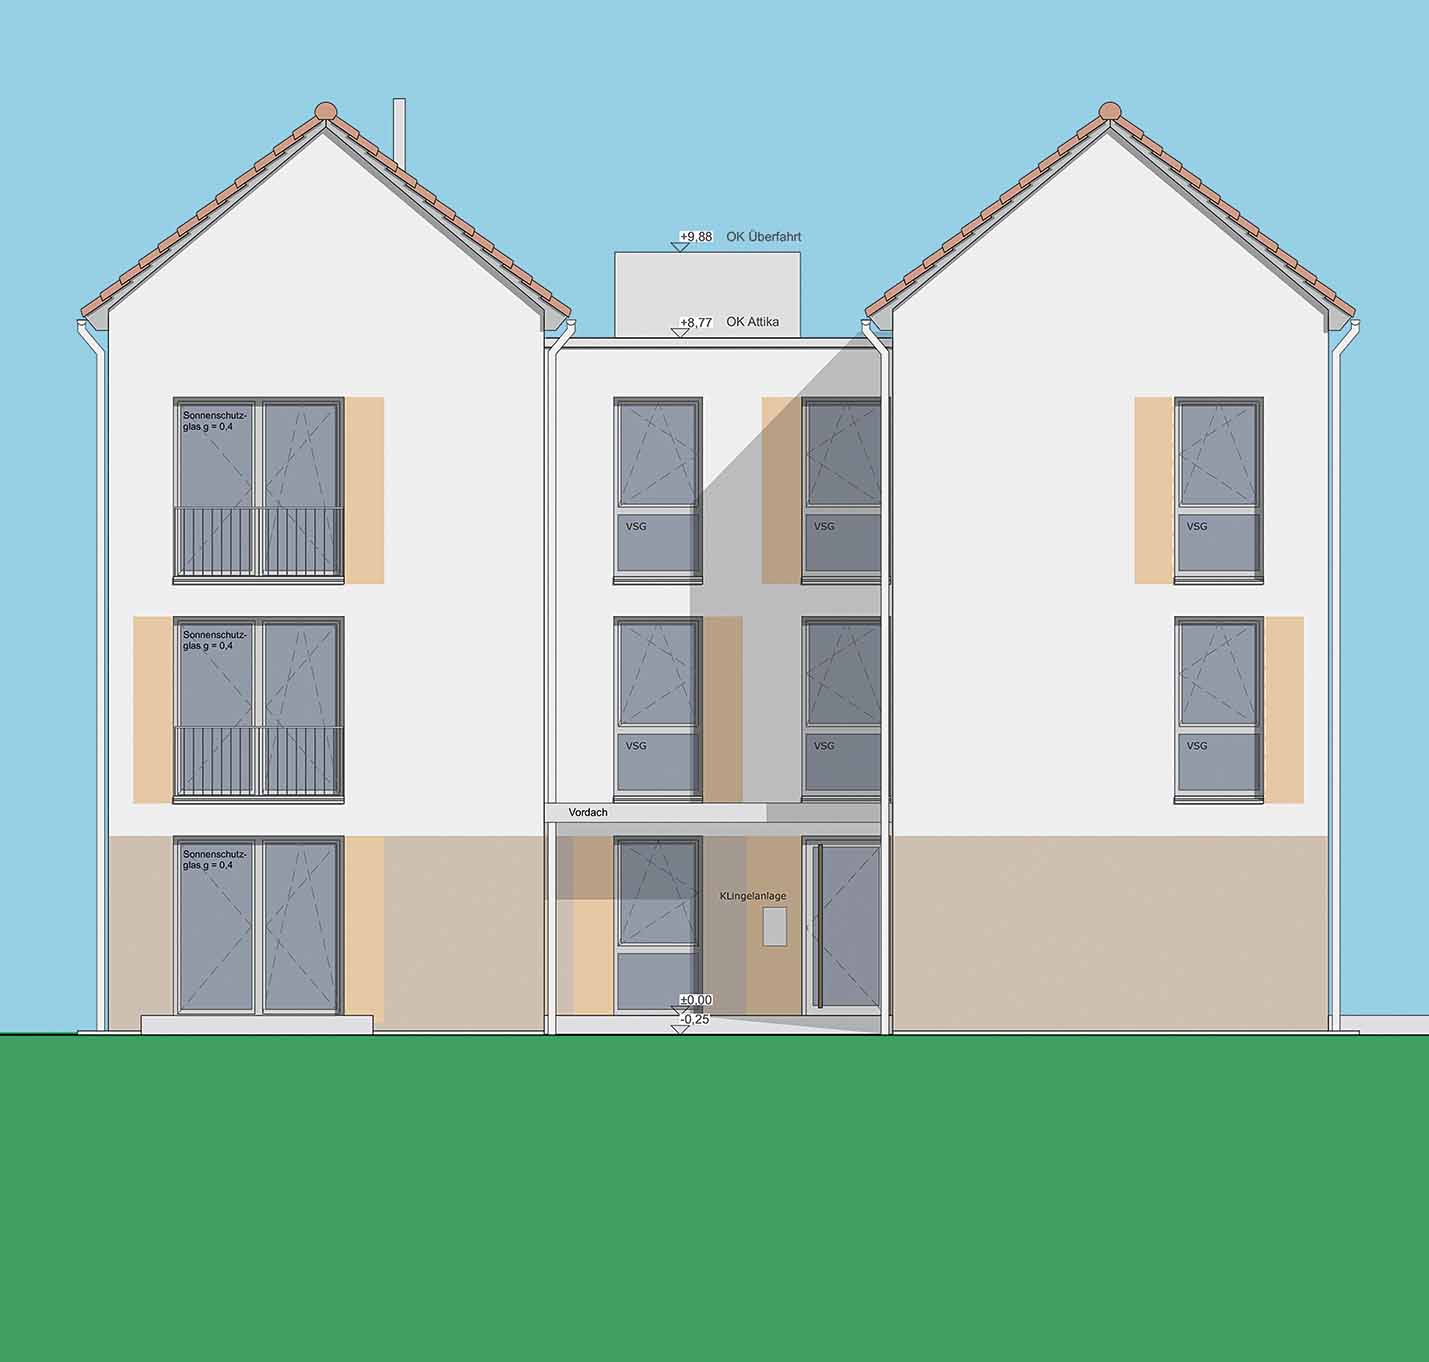 +9,88 OK Überfahrt
+8,77 OK Attika
Sonnenschutz-
glas g = 0,4
VSG
VSG
VSG
Sonnenschutz-
glas g = 0,4
VSG
VSG
VSG
Vordach
Sonnenschutz-
glas g = 0,4
KLingelanlage
±0,00
-0,25